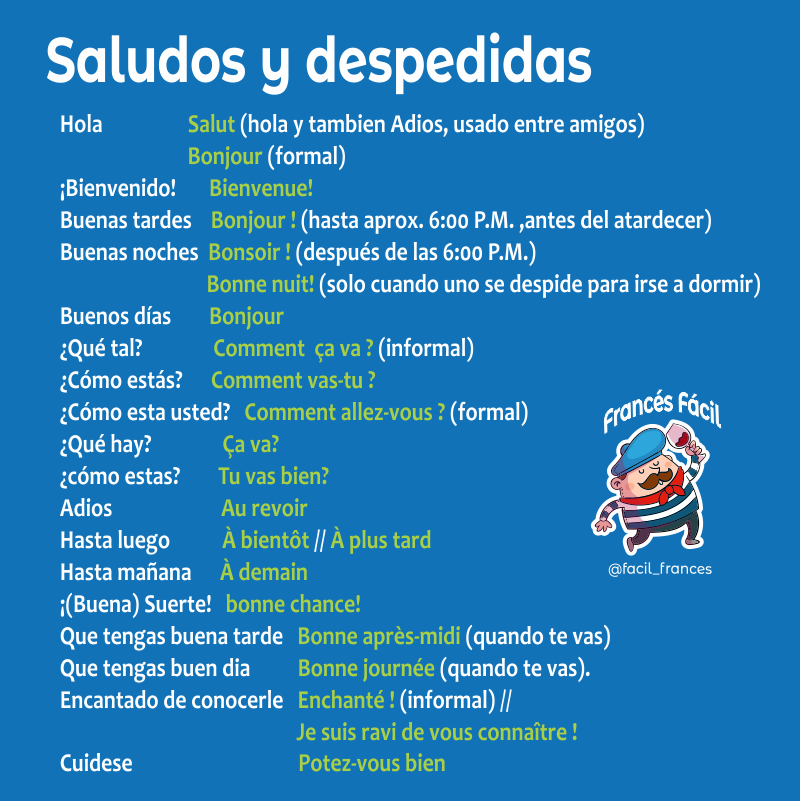 Saludos y despedidas
Hola Salut (hola y tambien Adios, usado entre amigos)
Bonjour (formal)
¡Bienvenido! Bienvenue!
Buenas tardes Bonjour ! (hasta aprox. 6:00 P.M. ,antes del atardecer)
Buenas noches Bonsoir ! (después de las 6:00 P.M.)
Bonne nuit! (solo cuando uno se despide para irse a dormir)
Buenos días Bonjour
¿Qué tal? Comment ça va ? (informal)
¿Cómo estás? Comment vas-tu ?
¿Cómo esta usted? Comment allez-vous ? (formal)
¿Qué hay? Ça va?
¿cómo estas? Tu vas bien?
Adios Au revoir
Hasta luego À bientôt // À plus tard
Hasta mañana À demain
¡(Buena) Suerte! bonne chance!
Que tengas buena tarde Bonne après-midi (quando te vas)
Que tengas buen dia Bonne journée (quando te vas).
Encantado de conocerle Enchanté ! (informal) //
Je suis ravi de vous connaître !
Cuidese Potez-vous bien
Francés Fácil
@facil_frances